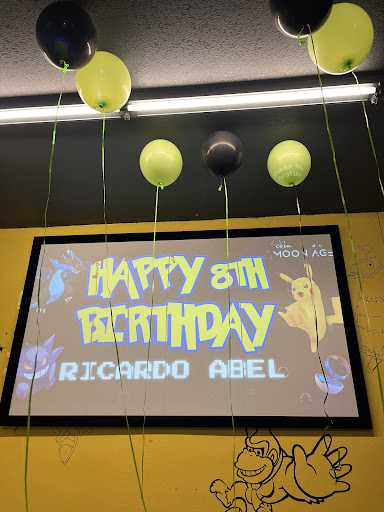 MOON AGE
HAPPY 8TH
BIRTHDAY
RICARDO ABEL